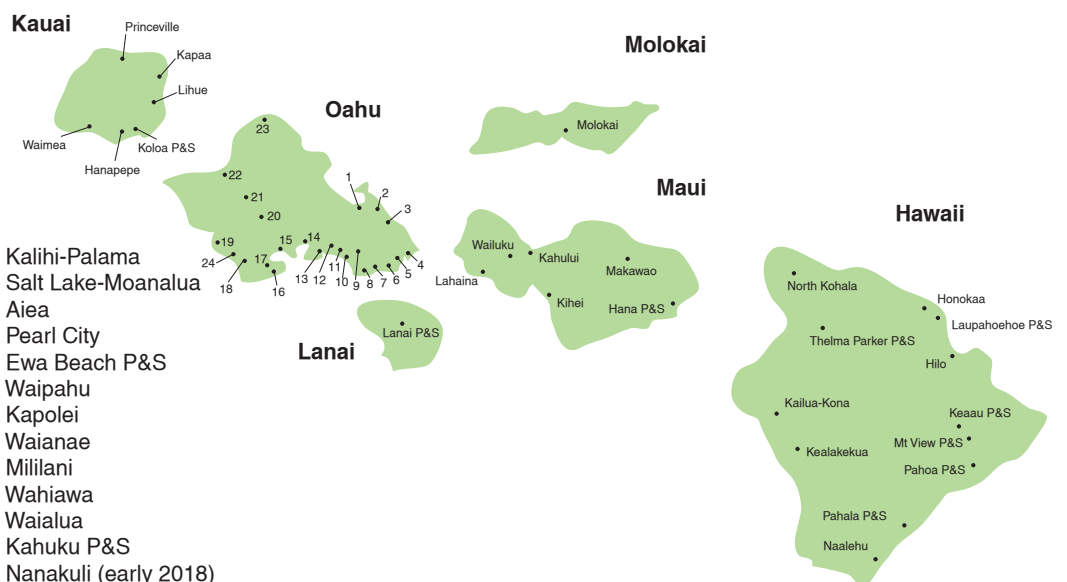 Kauai
Princeville
Kapaa
Lihue
Waimea
Koloa P&S
Hanapepe
Oahu
23
22
21
20
1
2
3
19
24
18
17
16
15
14
13
12
11
10
9
8
7
6
5
4
Molokai
Molokai
Maui
Wailuku
Kahului
Lahaina
Makawao
Kihei
Hana P&S
Lanai P&S
Lanai
Hawaii
North Kohala
Honokaa
Laupahoehoe P&S
Thelma Parker P&S
Hilo
Kailua-Kona
Keaau P&S
Mt View P&S
Kealakekua
Pahoa P&S
Pahala P&S
Naalehu
Kalihi-Palama
Salt Lake-Moanalua
Aiea
Pearl City
Ewa Beach P&S
Waipahu
Kapolei
Waianae
Mililani
Wahiawa
Waialua
Kahuku P&S
Nanakuli (early 2018)